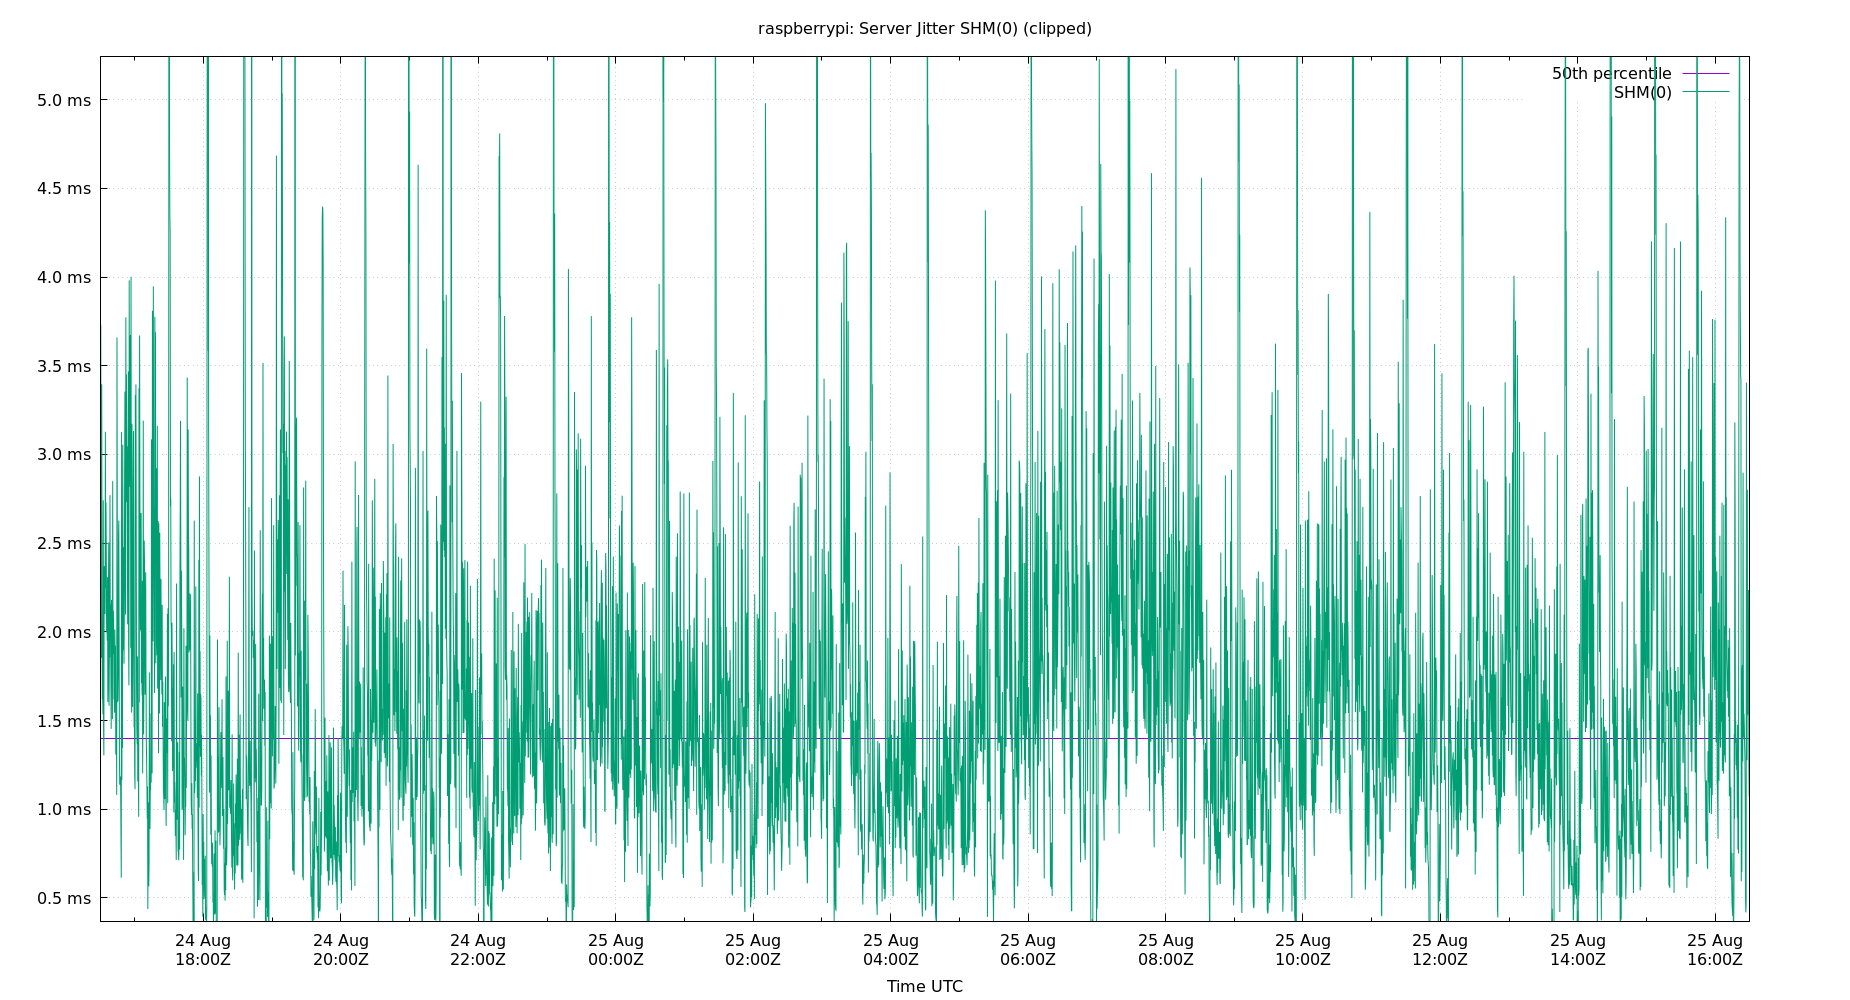 raspberrypi: Server Jitter SHM(0) (clipped)
50th percentile
SHM(0)
5.0 ms
4.5 ms
4.0 ms
3.5 ms
3.0 ms
2.5 ms
2.0 ms
1.5 ms
1.0 ms
0.5 ms
24 Aug 24 Aug 24 Aug 25 Aug 25 Aug 25 Aug 25 Aug 25 Aug 25 Aug 25 Aug 25 Aug 25 Aug
18:00Z 20:00Z 22:00Z 00:00Z 02:00Z 04:00Z 06:00Z 08:00Z 10:00Z 12:00Z 14:00Z 16:00Z
Time UTC